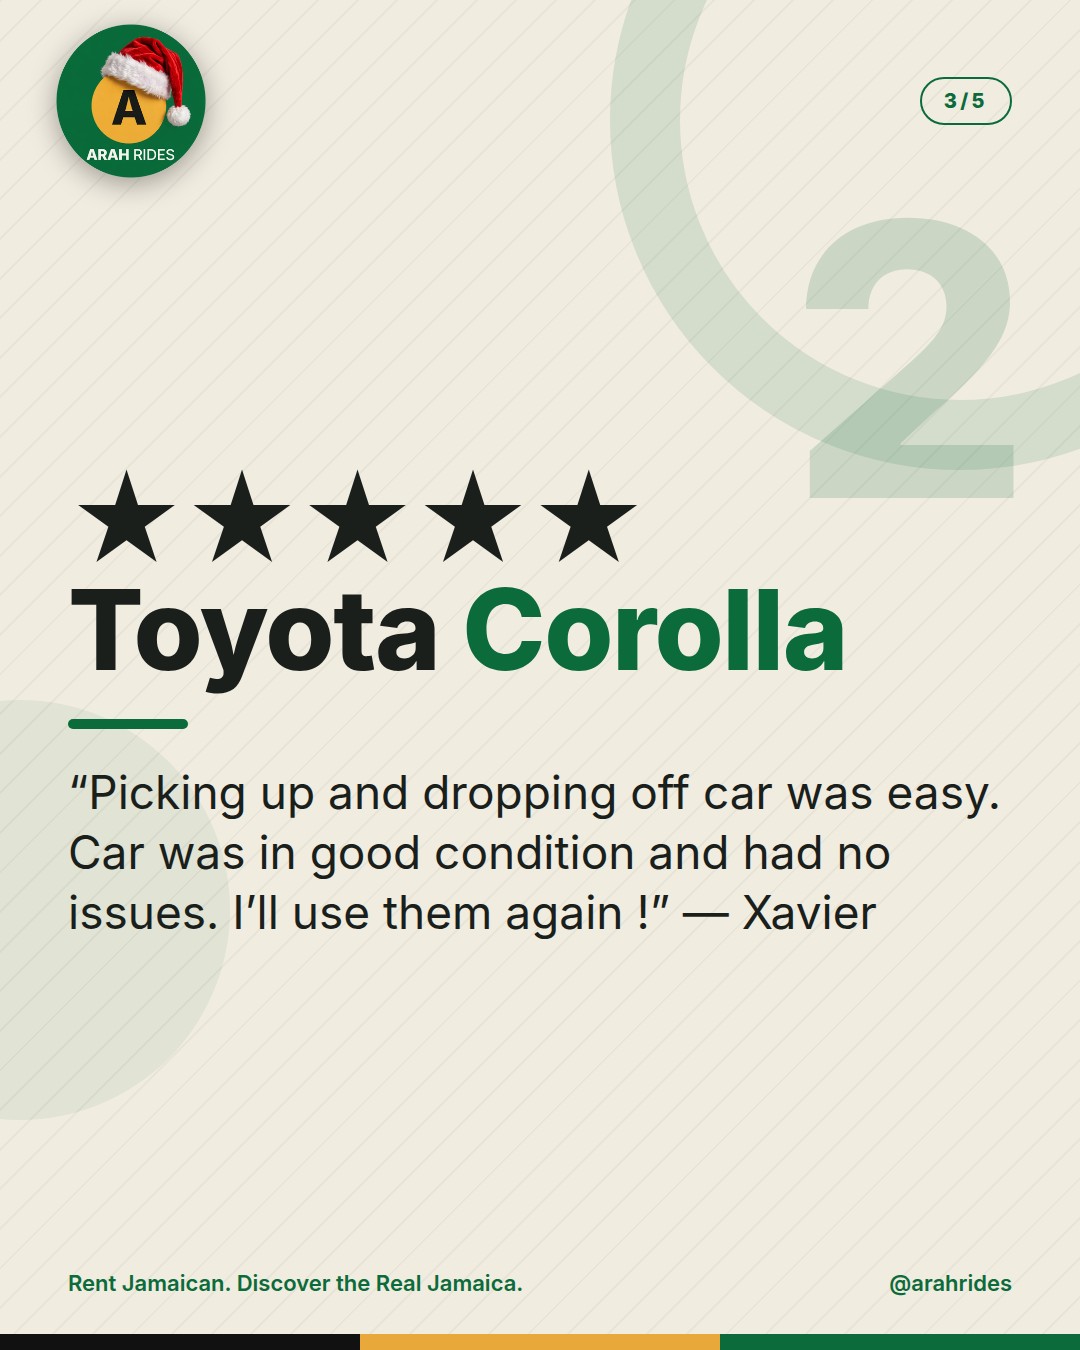 A
ARAH RIDES
3/5
2
★★★★★
Toyota Corolla
“Picking up and dropping off car was easy.
Car was in good condition and had no
issues. I’ll use them again !” — Xavier
Rent Jamaican. Discover the Real Jamaica.
@arahrides